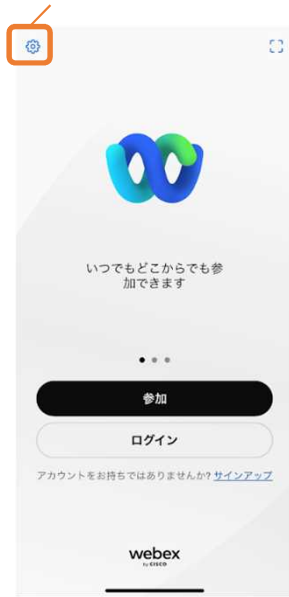 いつでもどこからでも参
加できます
参加
ログイン
アカウントをお持ちではありませんか? サインアップ
webex
by CISCO